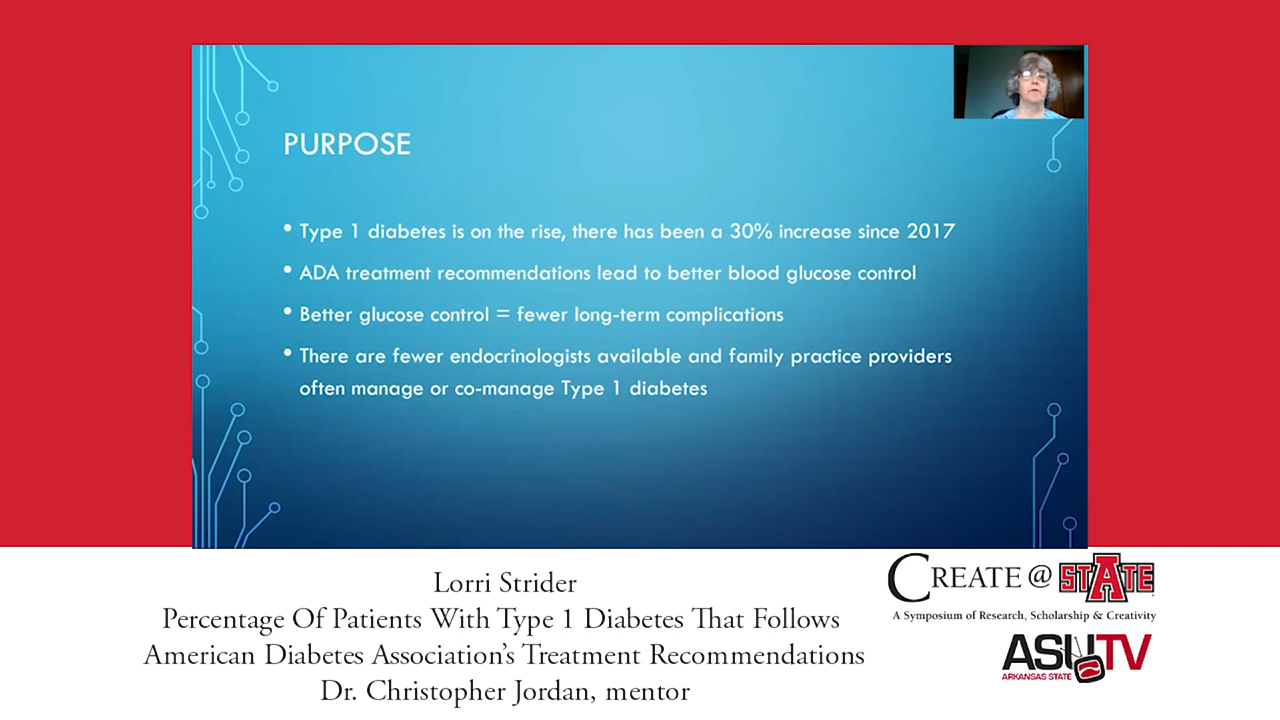 PURPOSE
• Type 1 diabetes is on the rise, there has been a 30% increase since 2017
• ADA treatment recommendations lead to better blood glucose control
• Better glucose control = fewer long-term complications
• There are fewer endocrinologists available and family practice providers
often manage or co-manage Type 1 diabetes
Lorri Strider
Percentage Of Patients With Type 1 Diabetes That Follows
American Diabetes Association's Treatment Recommendations
Dr. Christopher Jordan, mentor
CREATE @ STATE
A Symposium of Research, Scholarship & Creativity
ASUTV
ARKANSAS STATE